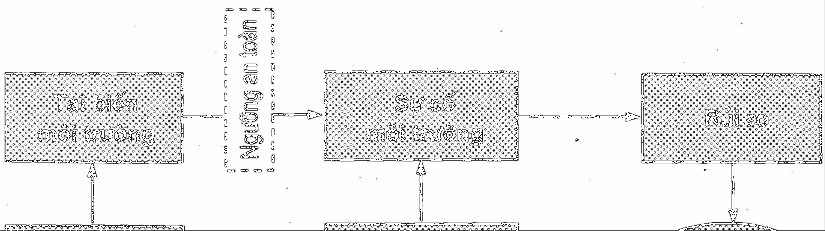 Tai biến
môi trường
Ngưỡng an toàn
Sự cố
môi trường
Rủi ro